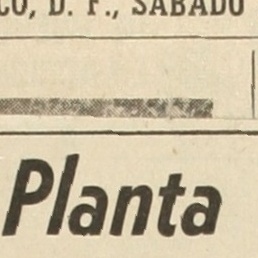 CO, D. F., SABADO
Planta